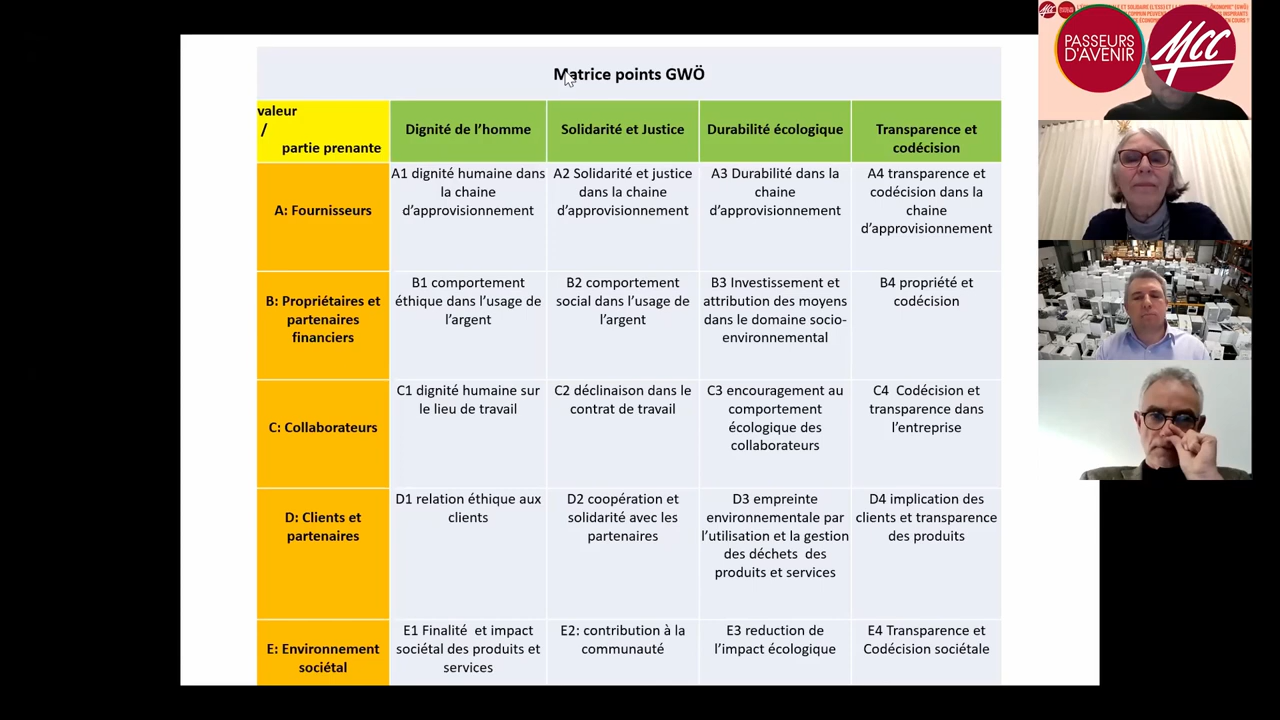 Matrice points GWÖ
valeur
/
partie prenante
Dignité de l’homme
Solidarité et Justice
Durabilité écologique
Transparence et
codécision
A: Fournisseurs
A1 dignité humaine dans
la chaine
d’approvisionnement
A2 Solidarité et justice
dans la chaine
d’approvisionnement
A3 Durabilité dans la
chaine
d’approvisionnement
A4 transparence et
codécision dans la
chaine
d’approvisionnement
B: Propriétaires et
partenaires
financiers
B1 comportement
éthique dans l’usage de
l’argent
B2 comportement
social dans l’usage de
l’argent
B3 Investissement et
attribution des moyens
dans le domaine socio-
environnemental
B4 propriété et
codécision
C: Collaborateurs
C1 dignité humaine sur
le lieu de travail
C2 déclinaison dans le
contrat de travail
C3 encouragement au
comportement
écologique des
collaborateurs
C4 Codécision et
transparence dans
l’entreprise
D: Clients et
partenaires
D1 relation éthique aux
clients
D2 coopération et
solidarité avec les
partenaires
D3 empreinte
environnementale par
l’utilisation et la gestion
des déchets des
produits et services
D4 implication des
clients et transparence
des produits
E: Environnement
sociétal
E1 Finalité et impact
sociétal des produits et
services
E2: contribution à la
communauté
E3 reduction de
l’impact écologique
E4 Transparence et
Codécision sociétale
PASSEURS
D'AVENIR
MCC